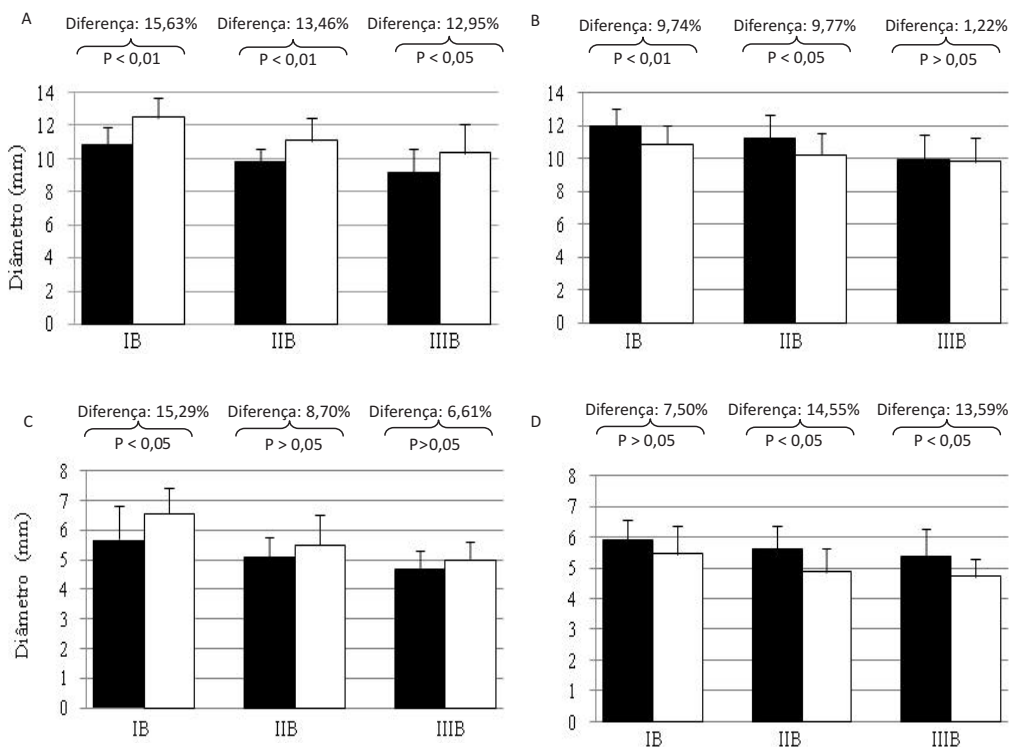 A
Diferença: 15,63% Diferença: 13,46% Diferença: 12,95%
P < 0,01 P < 0,01 P < 0,05
Diâmetro (mm)
14
12
10
8
6
4
2
0
IB IIB IIIB
B
Diferença: 9,74% Diferença: 9,77% Diferença: 1,22%
P < 0,01 P < 0,05 P > 0,05
14
12
10
8
6
4
2
0
IB IIB IIIB
C
Diferença: 15,29% Diferença: 8,70% Diferença: 6,61%
P < 0,05 P > 0,05 P>0,05
Diâmetro (mm)
8
7
6
5
4
3
2
1
0
IB IIB IIIB
D
Diferença: 7,50% Diferença: 14,55% Diferença: 13,59%
P > 0,05 P < 0,05 P < 0,05
8
7
6
5
4
3
2
1
0
IB IIB IIIB